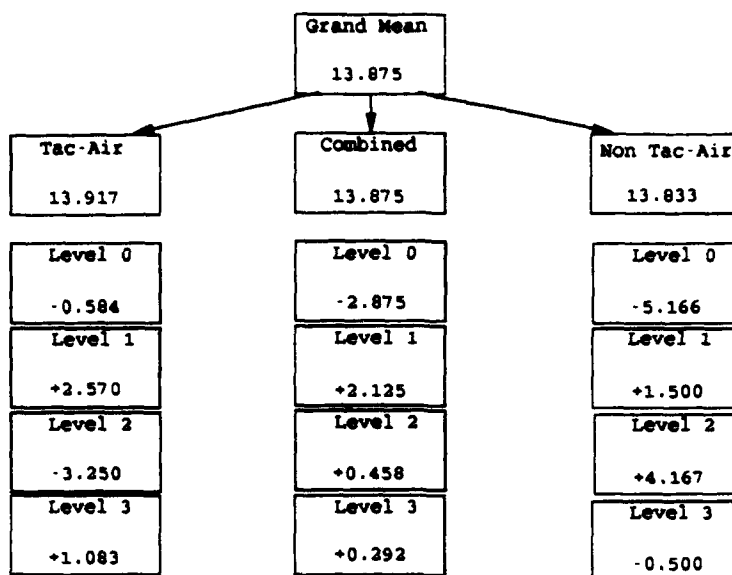 Grand Mean
13.875
Tac-Air
13.917
Combined
13.875
Non Tac-Air
13.833
Level 0
-0.584
Level 1
+2.570
Level 2
-3.250
Level 3
+1.083
Level 0
-2.875
Level 1
+2.125
Level 2
+0.458
Level 3
+0.292
Level 0
-5.166
Level 1
+1.500
Level 2
+4.167
Level 3
-0.500